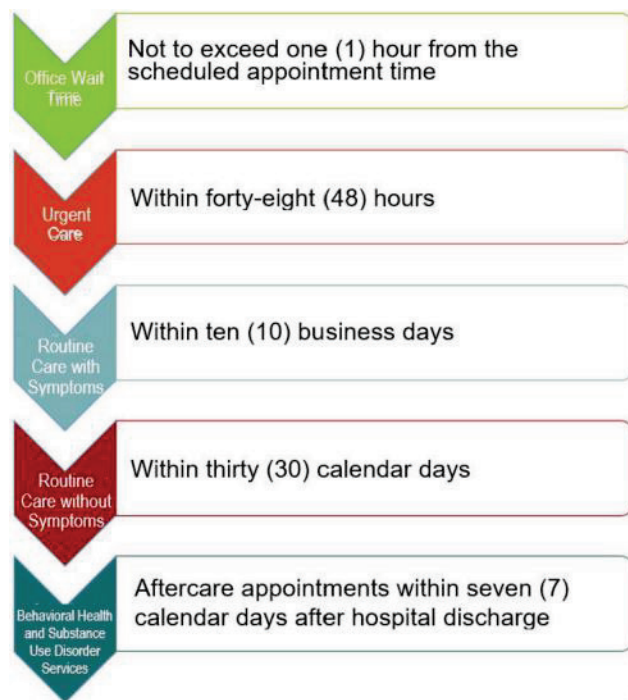 Office Wait
Time
Not to exceed one (1) hour from the
scheduled appointment time
Urgent
Care
Within forty-eight (48) hours
Routine
Care with
Symptoms
Within ten (10) business days
Routine
Care without
Symptoms
Within thirty (30) calendar days
Behavioral Health
and Substance
Use Disorder
Services
Aftercare appointments within seven (7)
calendar days after hospital discharge